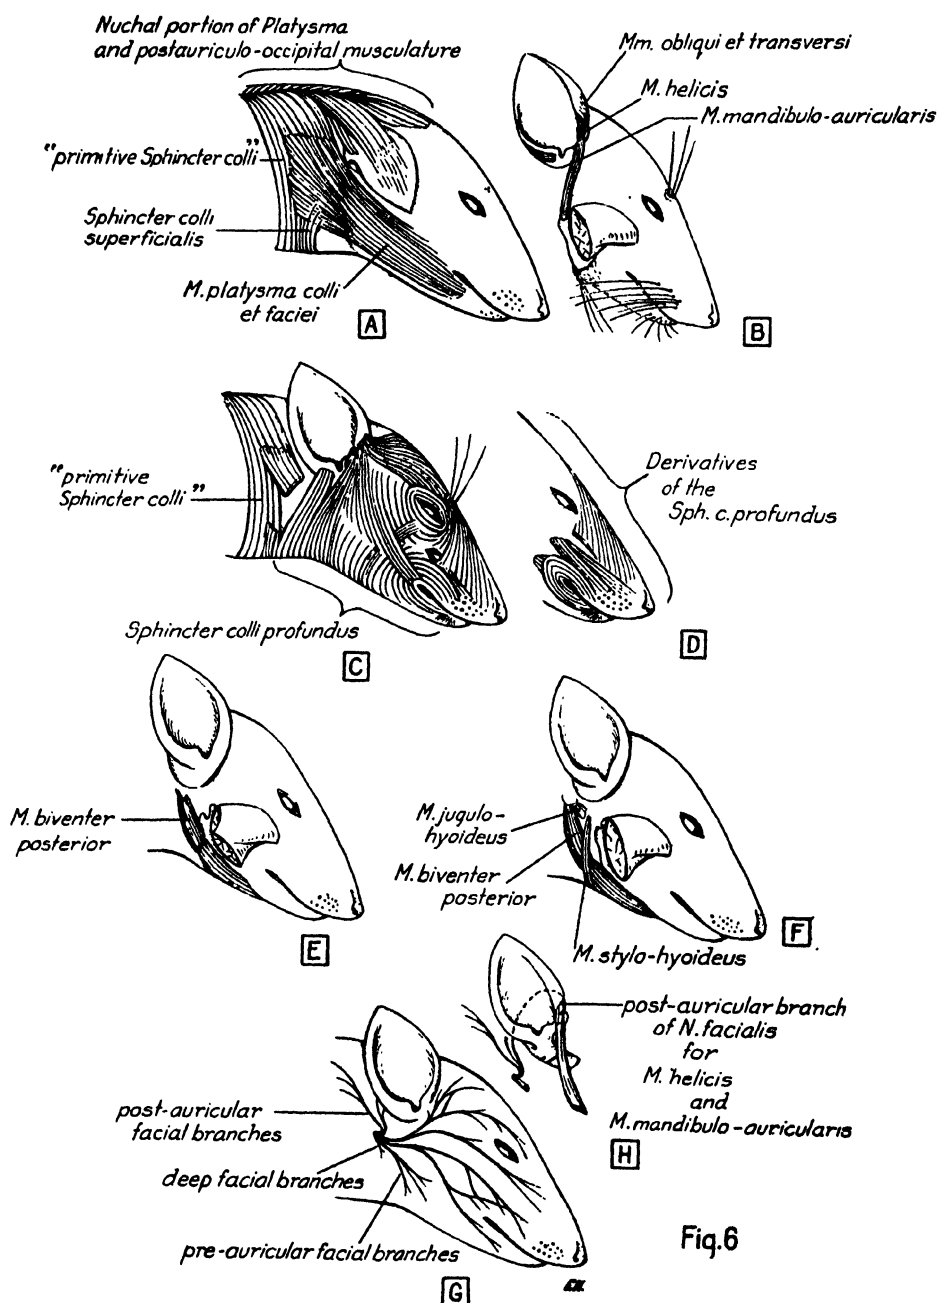 Nuchal portion of Platysma
and postauriculo-occipital musculature
"primitive Sphincter colli"
Sphincter colli
superficialis
M. platysma colli
et faciei
A
Mm. obliqui et transversi
M. helicis
M. mandibulo-auricularis
B
"primitive
Sphincter colli"
Sphincter colli profundus
C
Derivatives
of the
Sph. c. profundus
D
M. biventer
posterior
E
M. jugulo-
hyoideus
M. biventer
posterior
M. stylo-hyoideus
F
post-auricular
facial branches
deep facial branches
pre-auricular facial branches
G
post-auricular branch
of N. facialis
for
M. helicis
and
M. mandibulo-auricularis
H
Fig.6